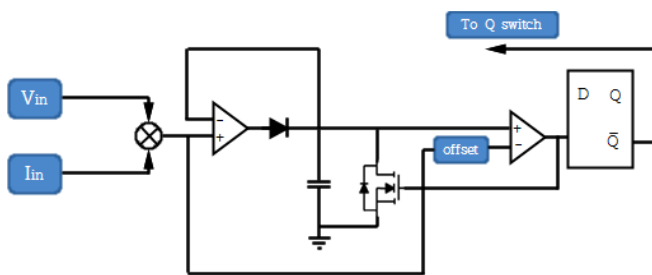 To Q switch
Vin
Iin
-
+
offset
+
-
D Q
Q̅